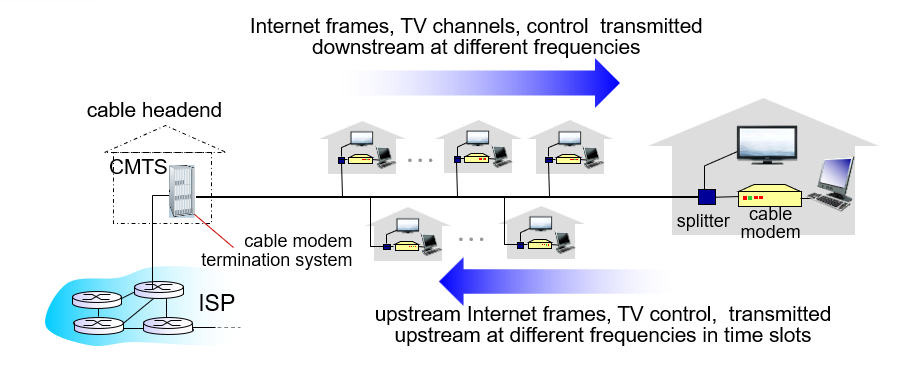 Internet frames, TV channels, control transmitted
downstream at different frequencies
cable headend
CMTS
cable modem
termination system
splitter
cable
modem
ISP
upstream Internet frames, TV control, transmitted
upstream at different frequencies in time slots